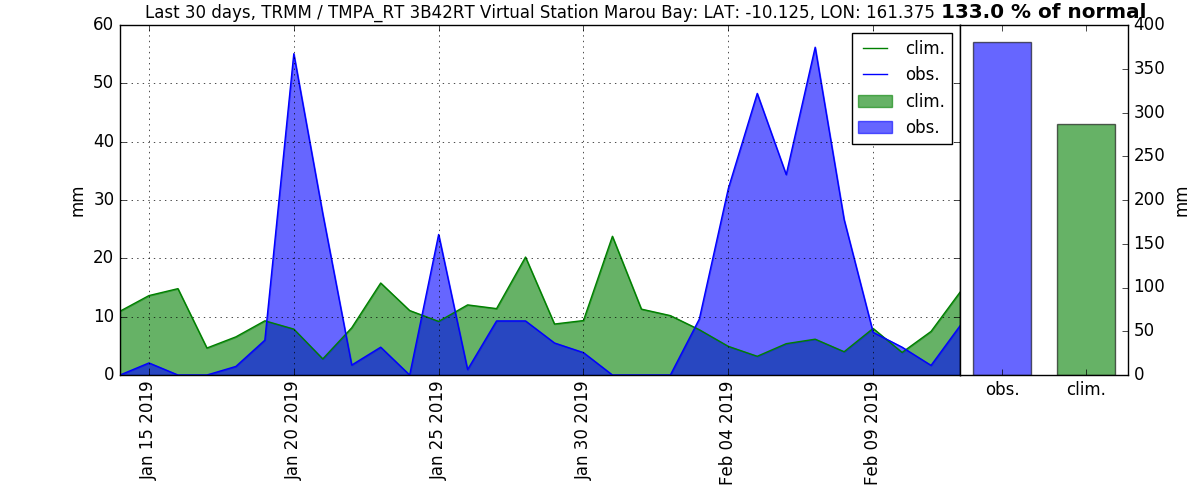 Last 30 days, TRMM / TMPA_RT 3B42RT Virtual Station Marou Bay: LAT: -10.125, LON: 161.375 133.0 % of normal
60
50
40
30
20
10
0
mm
clim.
obs.
clim.
obs.
Jan 15 2019
Jan 20 2019
Jan 25 2019
Jan 30 2019
Feb 04 2019
Feb 09 2019
400
350
300
250
200
150
100
50
0
mm
obs.
clim.